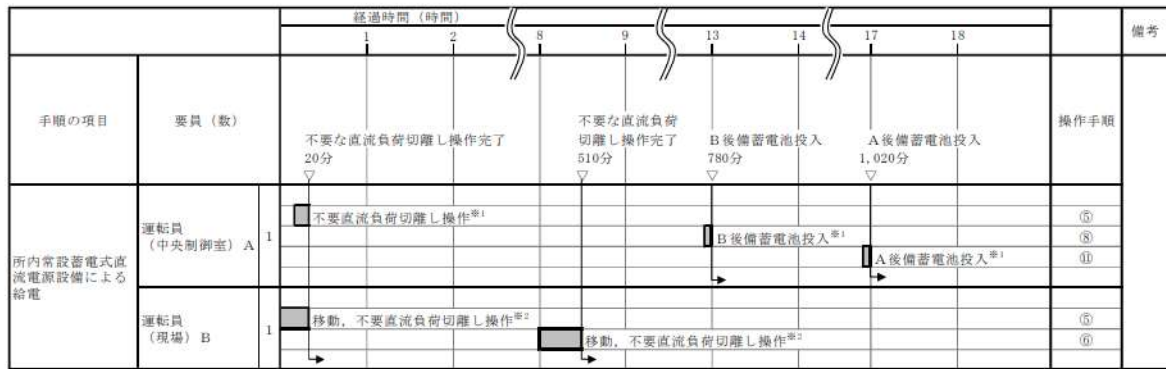 経過時間（時間）
備考
1 2 8 9 13 14 17 18
手順の項目
要員（数）
操作手順
不要な直流負荷切離し操作完了
20分
▽
不要な直流負荷
切離し操作完了
510分
▽
B後備蓄電池投入
780分
▽
A後備蓄電池投入
1,020分
▽
所内常設蓄電式直
流電源設備による
給電
運転員
（中央制御室）A
1
不要直流負荷切離し操作※1
⑤
B後備蓄電池投入※1
⑧
A後備蓄電池投入※1
⑪
運転員
（現場）B
1
移動，不要直流負荷切離し操作※2
⑤
移動，不要直流負荷切離し操作※2
⑥